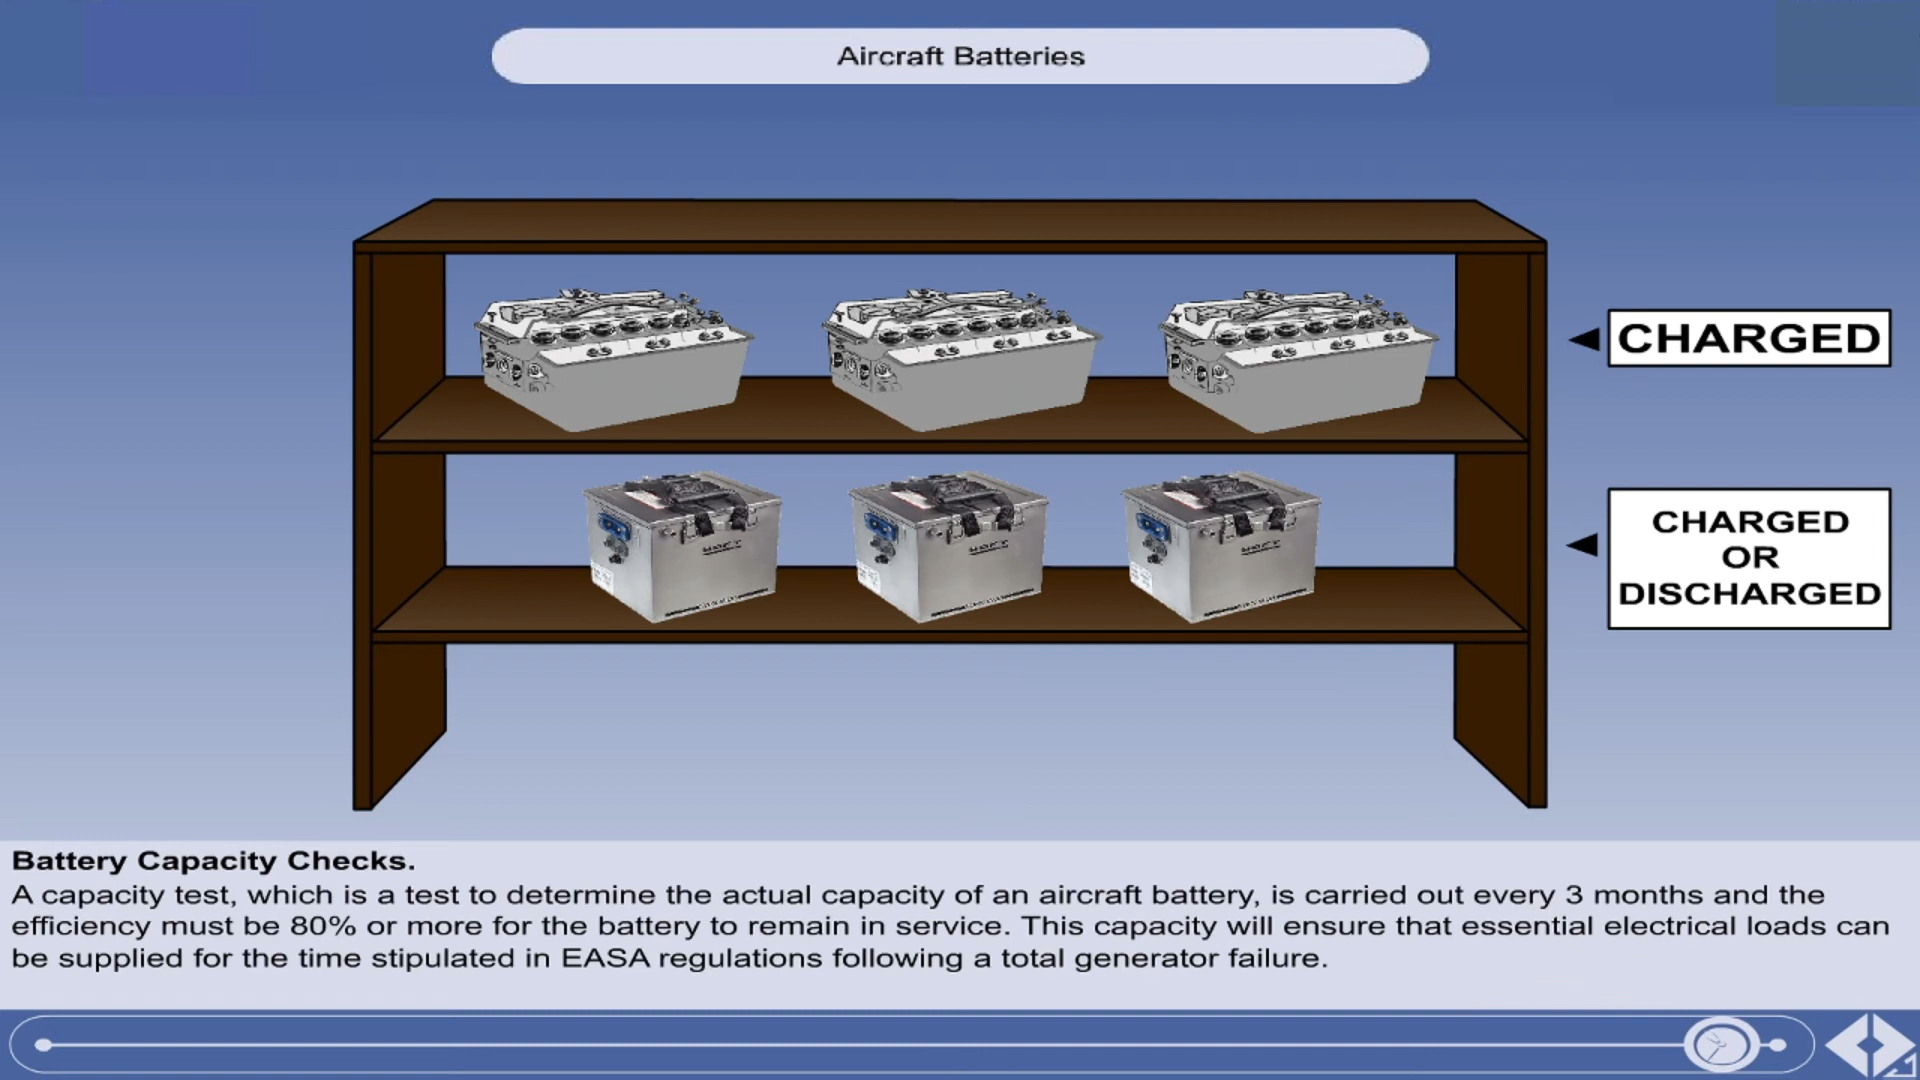 Aircraft Batteries
CHARGED
CHARGED
OR
DISCHARGED
Battery Capacity Checks.
A capacity test, which is a test to determine the actual capacity of an aircraft battery, is carried out every 3 months and the
efficiency must be 80% or more for the battery to remain in service. This capacity will ensure that essential electrical loads can
be supplied for the time stipulated in EASA regulations following a total generator failure.